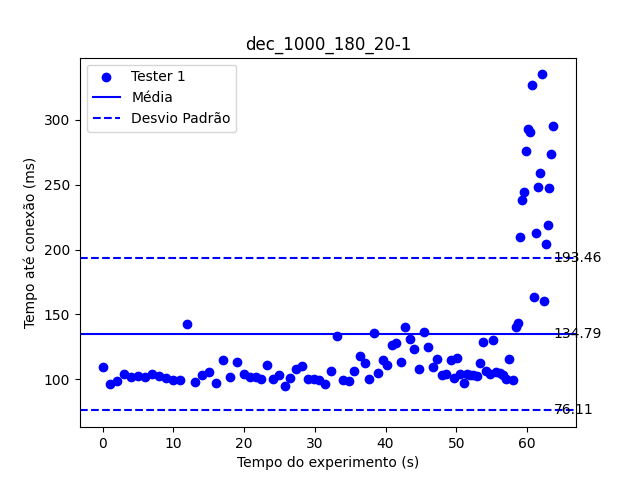 dec_1000_180_20-1
Tester 1
Média
Desvio Padrão
300
250
200
150
100
193.46
134.79
76.11
Tempo até conexão (ms)
0 10 20 30 40 50 60
Tempo do experimento (s)